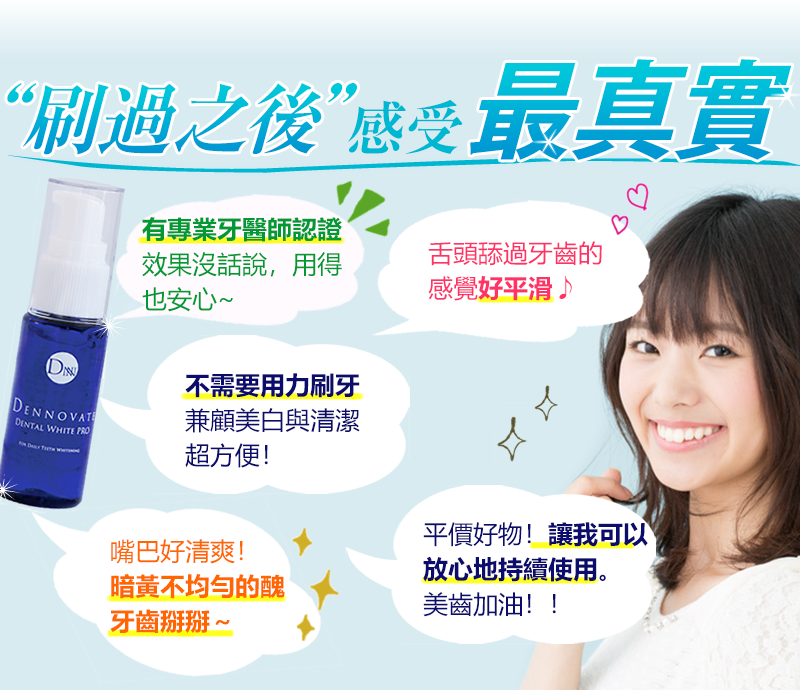 “刷過之後”感受最真實
有專業牙醫師認證
效果沒話說，用得
也安心~
舌頭舔過牙齒的
感覺好平滑♪
不需要用力刷牙
兼顧美白與清潔
超方便！
DNN
DENNOVATE
DENTAL WHITE PRO
FOR DAILY TEETH WHITENING
嘴巴好清爽！
暗黃不均勻的醜
牙齒掰掰～
平價好物！讓我可以
放心地持續使用。
美齒加油！！